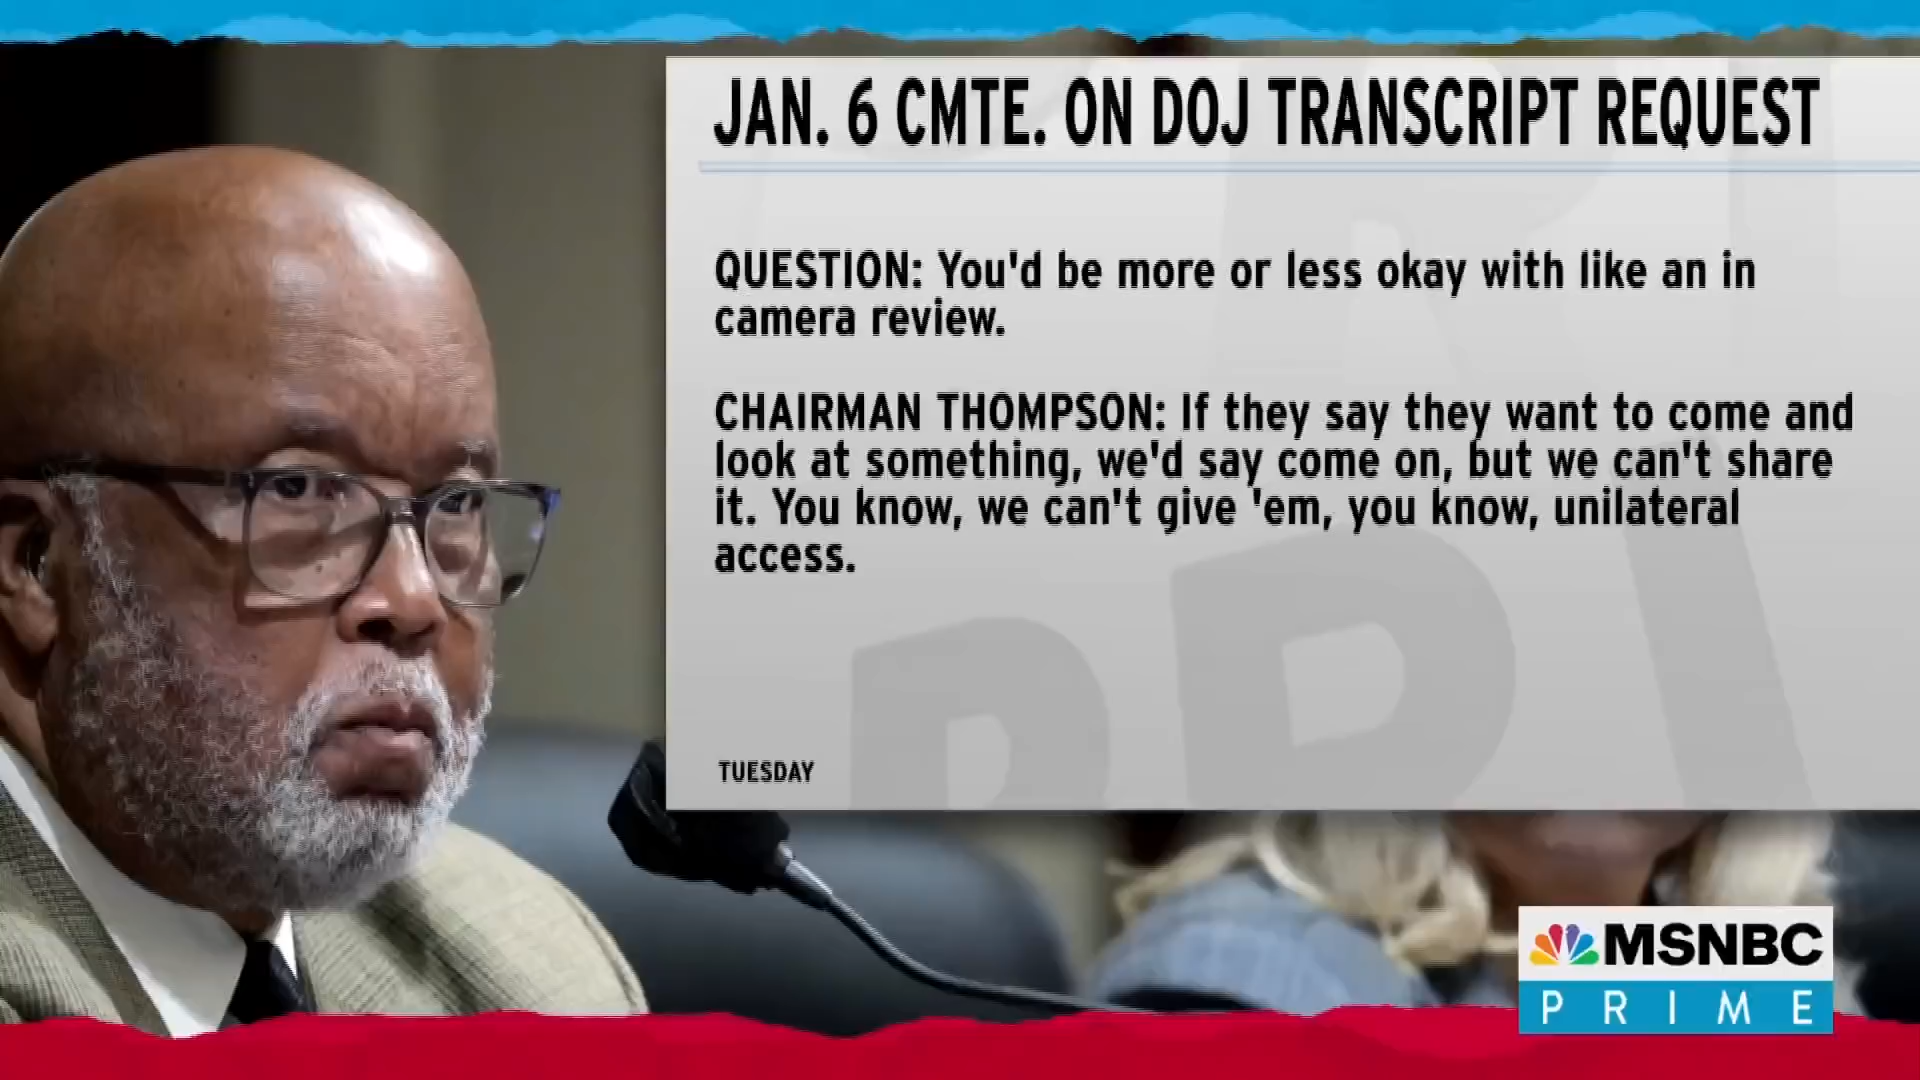 JAN. 6 CMTE. ON DOJ TRANSCRIPT REQUEST
QUESTION: You'd be more or less okay with like an in
camera review.
CHAIRMAN THOMPSON: If they say they want to come and
look at something, we'd say come on, but we can't share
it. You know, we can't give 'em, you know, unilateral
access.
TUESDAY
MSNBC
PRIME